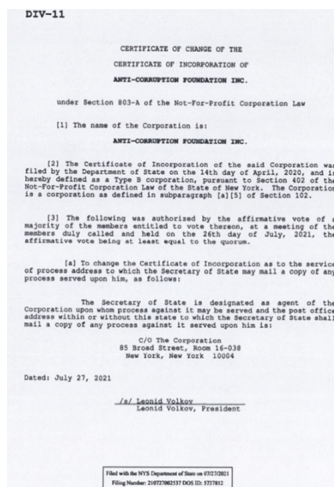 DIV-11
CERTIFICATE OF CHANGE OF THE
CERTIFICATE OF INCORPORATION OF
ANTI-CORRUPTION FOUNDATION INC.
under Section 803-A of the Not-For-Profit Corporation Law
[1] The name of the Corporation is:
ANTI-CORRUPTION FOUNDATION INC.
[2] The Certificate of Incorporation of the said Corporation was
filed by the Department of State on the 14th day of April, 2020, and is
hereby defined as a Type B corporation, pursuant to Section 402 of the
Not-For-Profit Corporation Law of the State of New York. The Corporation
is a corporation as defined in subparagraph [a][5] of Section 102.
[3] The following was authorized by the affirmative vote of a
majority of the members entitled to vote thereon, at a meeting of the
members duly called and held on the 26th day of July, 2021, the
affirmative vote being at least equal to the quorum.
[a] To change the Certificate of Incorporation as to the service
of process address to which the Secretary of State may mail a copy of any
process served upon him, as follows:
The Secretary of State is designated as agent of the
Corporation upon whom process against it may be served and the post office
address within or without this state to which the Secretary of State shall
mail a copy of any process against it served upon him is:
C/O The Corporation
85 Broad Street, Room 16-038
New York, New York 10004
Dated: July 27, 2021
/s/ Leonid Volkov
Leonid Volkov, President
Filed with the NYS Department of State on 07/27/2021
Filing Number: 210727002537 DOS ID: 5737812